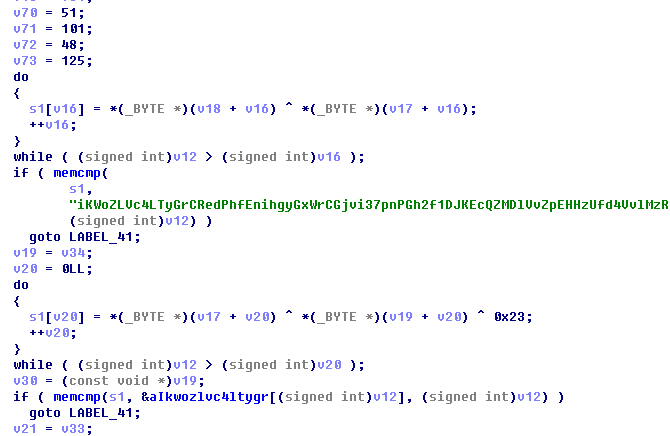 v70 = 51;
v71 = 101;
v72 = 48;
v73 = 125;
do
{
s1[v16] = *(_BYTE *)(v18 + v16) ^ *(_BYTE *)(v17 + v16);
++v16;
}
while ( (signed int)v12 > (signed int)v16 );
if ( memcmp(
s1,
"iKWoZLVc4LTyGrCRedPhfEnihgyGxWrCGjvi37pnPGh2f1DJKEcQZMDlVvZpEHHzUfd4VvlMzR
(signed int)v12) )
goto LABEL_41;
v19 = v34;
v20 = 0LL;
do
{
s1[v20] = *(_BYTE *)(v17 + v20) ^ *(_BYTE *)(v19 + v20) ^ 0x23;
++v20;
}
while ( (signed int)v12 > (signed int)v20 );
v30 = (const void *)v19;
if ( memcmp(s1, &aIkwozlvc4ltygr[(signed int)v12], (signed int)v12) )
goto LABEL_41;
v21 = v33;